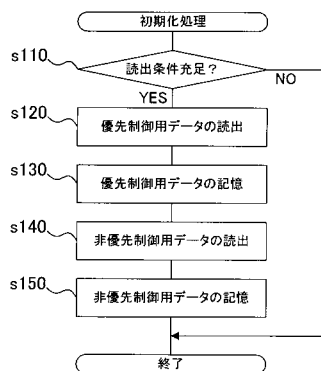 初期化処理
s110
読出条件充足？
NO
YES
s120
優先制御用データの読出
s130
優先制御用データの記憶
s140
非優先制御用データの読出
s150
非優先制御用データの記憶
終了